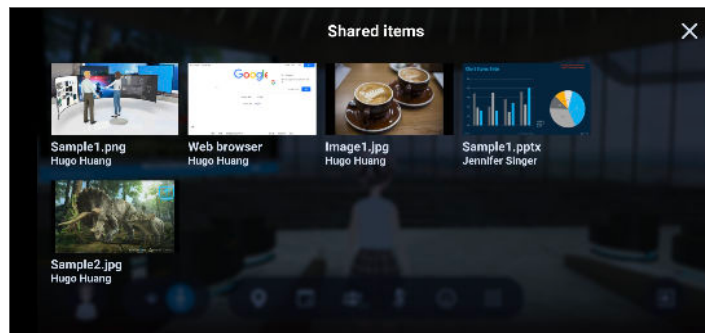 Shared items
Google
Sample1.png
Hugo Huang
Web browser
Hugo Huang
Image1.jpg
Hugo Huang
Sample1.pptx
Jennifer Singer
Sample2.jpg
Hugo Huang